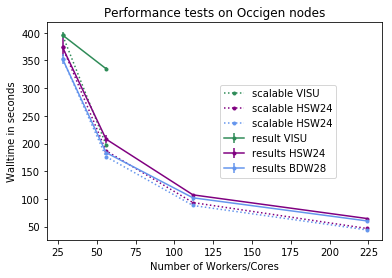 Performance tests on Occigen nodes
Walltime in seconds
400
350
300
250
200
150
100
50
scalable VISU
scalable HSW24
scalable HSW24
result VISU
results HSW24
results BDW28
25 50 75 100 125 150 175 200 225
Number of Workers/Cores